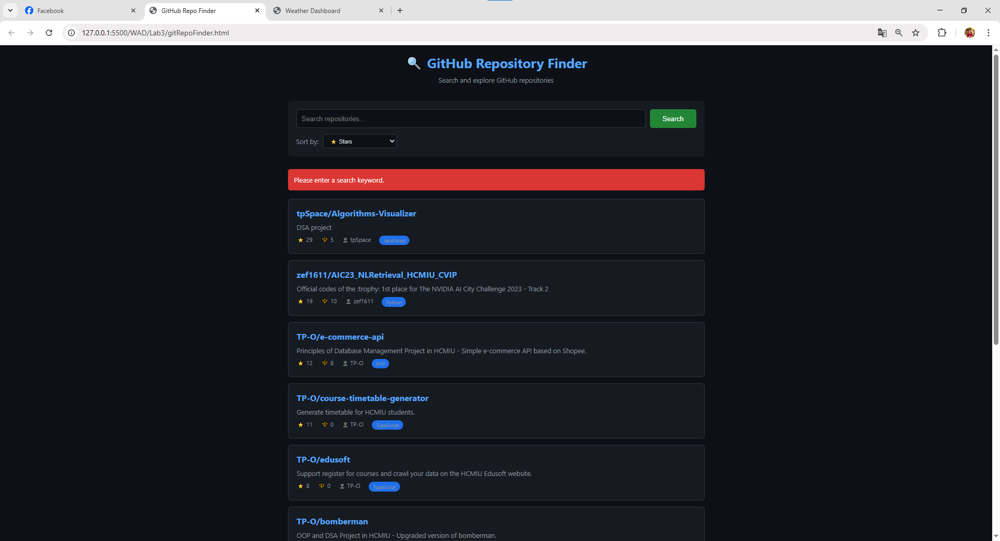 Facebook
GitHub Repo Finder
Weather Dashboard
127.0.0.1:5500/WAD/Lab3/gitRepoFinder.html
GitHub Repository Finder
Search and explore GitHub repositories
Search repositories...
Search
Sort by:
Stars
Please enter a search keyword.
tpSpace/Algorithms-Visualizer
DSA project
29 5 tpSpace JavaScript
zef1611/AIC23_NLRetrieval_HCMIU_CVIP
Official codes of the :trophy: 1st place for The NVIDIA AI City Challenge 2023 - Track 2
19 10 zef1611 Python
TP-O/e-commerce-api
Principles of Database Management Project in HCMIU - Simple e-commerce API based on Shopee.
12 8 TP-O PHP
TP-O/course-timetable-generator
Generate timetable for HCMIU students.
11 0 TP-O TypeScript
TP-O/edusoft
Support register for courses and crawl your data on the HCMIU Edusoft website.
8 0 TP-O TypeScript
TP-O/bomberman
OOP and DSA Project in HCMIU - Upgraded version of bomberman.